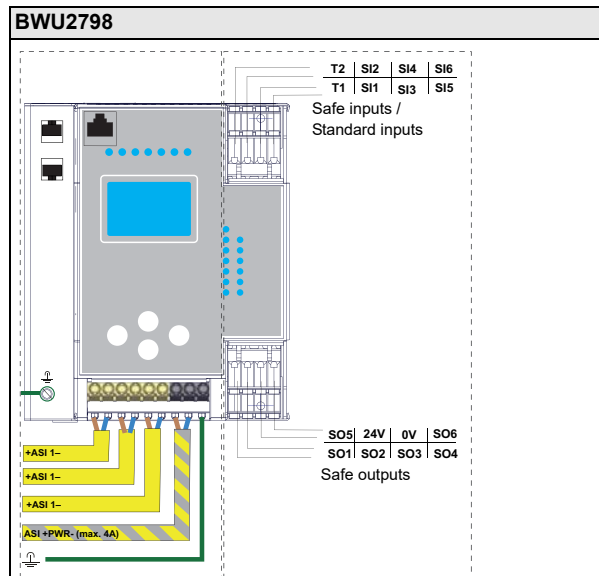 BWU2798
T2 SI2 SI4 SI6
T1 SI1 SI3 SI5
Safe inputs /
Standard inputs
SO5 24V 0V SO6
SO1 SO2 SO3 SO4
Safe outputs
+ASI 1–
+ASI 1–
+ASI 1–
ASI +PWR- (max. 4A)